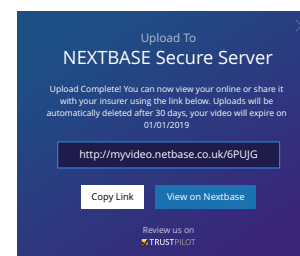 Upload To
NEXTBASE Secure Server
Upload Complete! You can now view your online or share it
with your insurer using the link below. Uploads will be
automatically deleted after 30 days, your video will expire on
01/01/2019
http://myvideo.netbase.co.uk/6PUJG
Copy Link View on Nextbase
Review us on
TRUSTPILOT